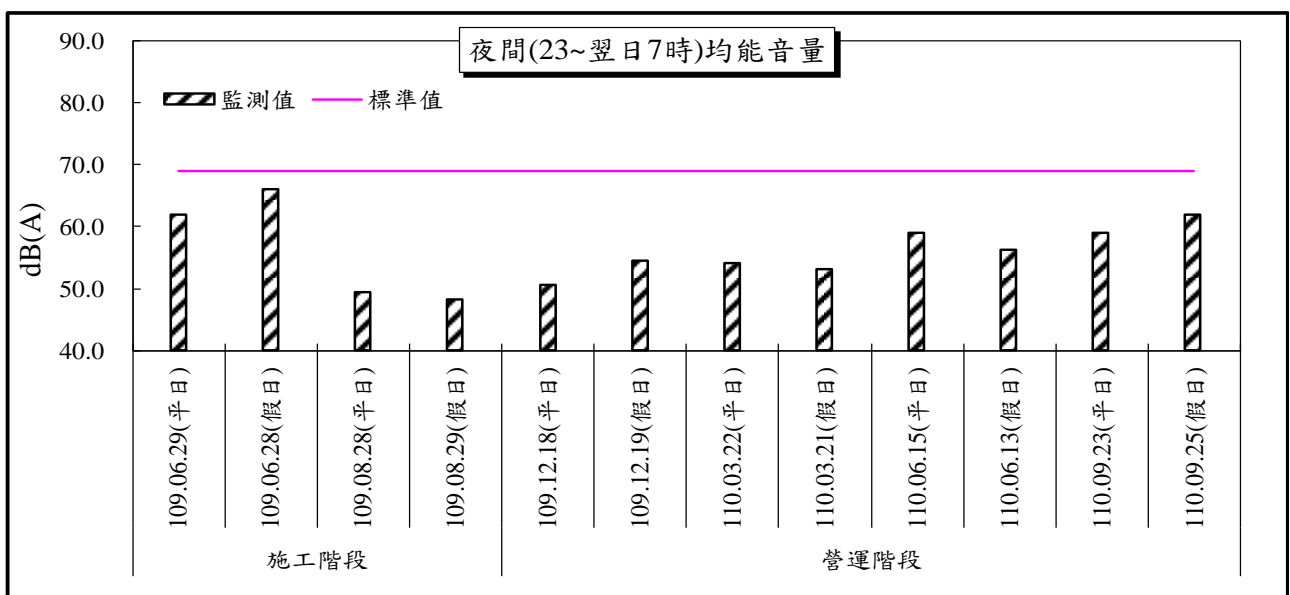 夜間(23~翌日7時)均能音量
監測值
標準值
dB(A)
90.0
80.0
70.0
60.0
50.0
40.0
109.06.29(平日)
109.06.28(假日)
109.08.28(平日)
109.08.29(假日)
109.12.18(平日)
109.12.19(假日)
110.03.22(平日)
110.03.21(假日)
110.06.15(平日)
110.06.13(假日)
110.09.23(平日)
110.09.25(假日)
施工階段
營運階段